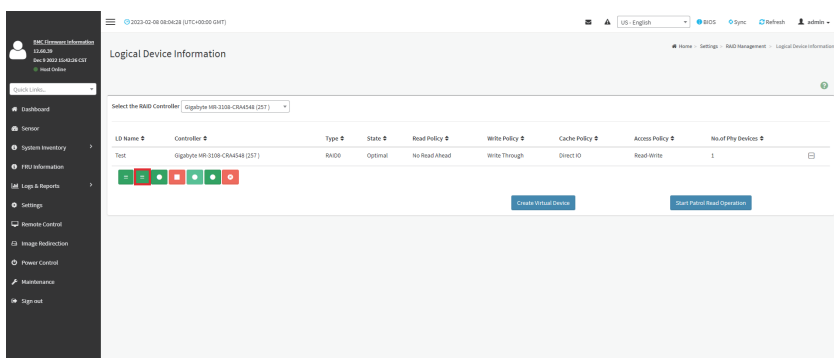 2023-02-09 08:04:28 (UTC+00:00 GMT)
US - English
BIOS
Sync
Refresh
admin
BMC Firmware Information
12.60.39
Dec 9 2022 15:42:26 CST
Host Online
Quick Links...
Dashboard
Sensor
System Inventory
FRU Information
Logs & Reports
Settings
Remote Control
Image Redirection
Power Control
Maintenance
Sign out
Logical Device Information
Home > Settings > RAID Management > Logical Device Information
Select the RAID Controller Gigabyte MR-3108-CRA4548 (257 )
LD Name Controller Type State Read Policy Write Policy Cache Policy Access Policy No.of Phy Devices
Test Gigabyte MR-3108-CRA4548 (257 ) RAID0 Optimal No Read Ahead Write Through Direct IO Read-Write 1
Create Virtual Device
Start Patrol Read Operation